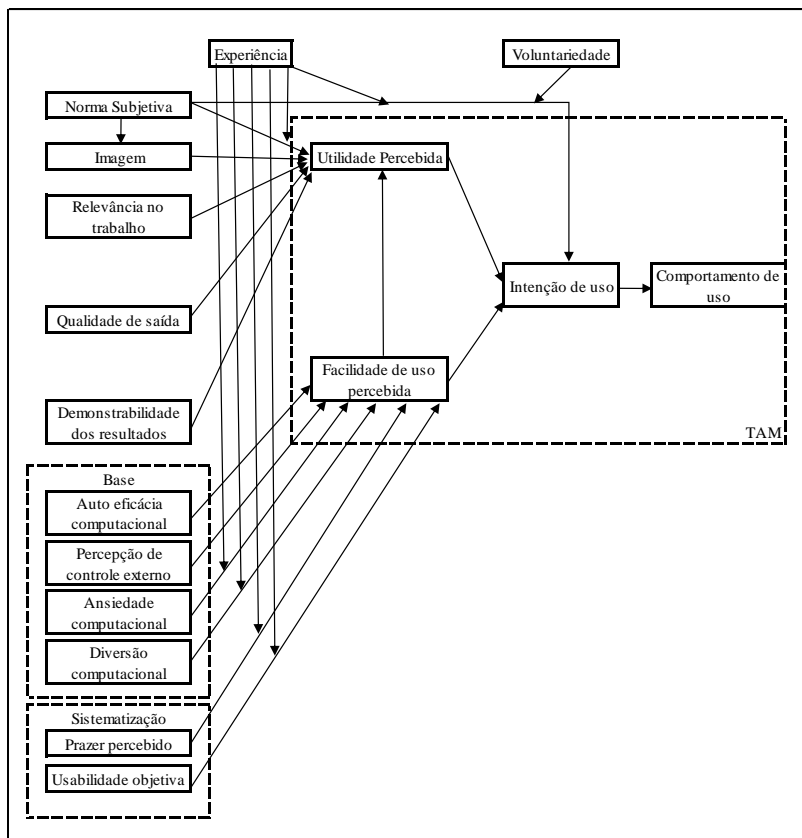 Experiência
Voluntariedade
Norma Subjetiva
Imagem
Utilidade Percebida
Relevância no
trabalho
Intenção de uso
Comportamento de
uso
Qualidade de saída
Facilidade de uso
percebida
Demonstrabilidade
dos resultados
TAM
Base
Auto eficácia
computacional
Percepção de
controle externo
Ansiedade
computacional
Diversão
computacional
Sistematização
Prazer percebido
Usabilidade objetiva